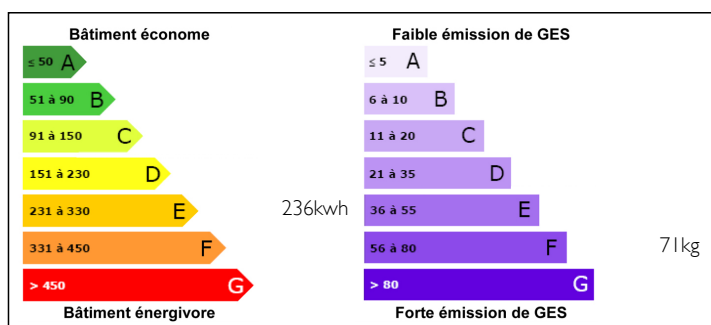 Bâtiment économe
≤ 50 A
51 à 90 B
91 à 150 C
151 à 230 D
231 à 330 E
236kwh
331 à 450 F
> 450 G
Bâtiment énergivore
Faible émission de GES
≤ 5 A
6 à 10 B
11 à 20 C
21 à 35 D
36 à 55 E
56 à 80 F
71kg
> 80 G
Forte émission de GES